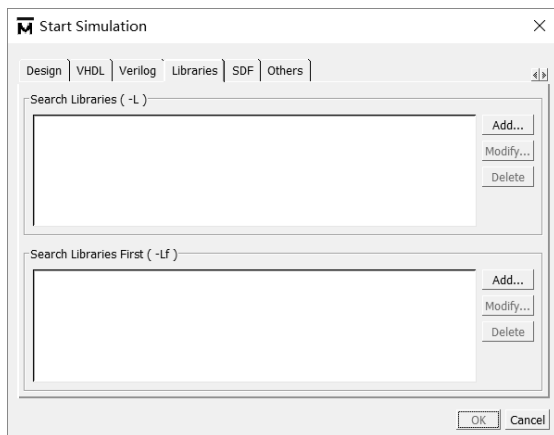 Start Simulation
Design VHDL Verilog Libraries SDF Others
Search Libraries ( -L )
Add...
Modify...
Delete
Search Libraries First ( -Lf )
Add...
Modify...
Delete
OK Cancel